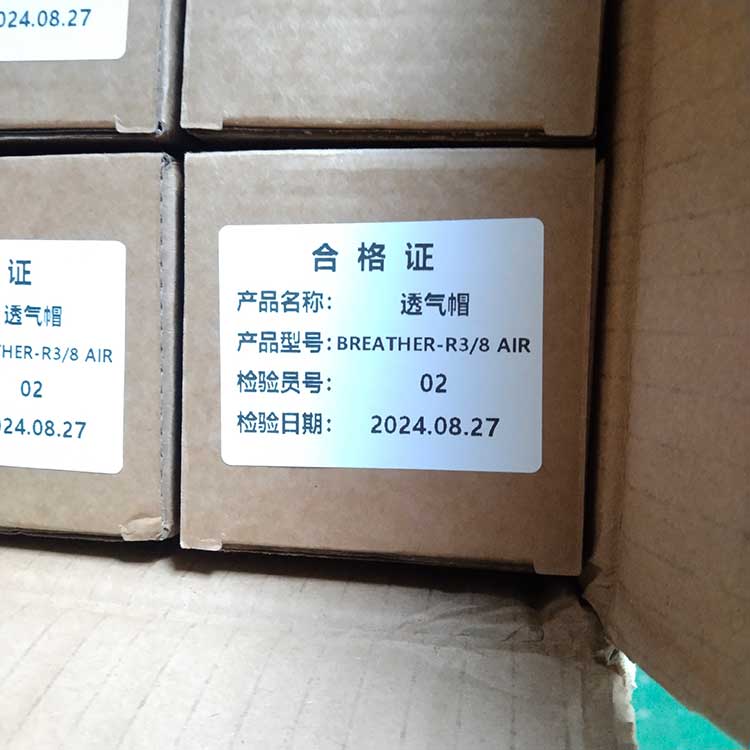 024.08.27
合格证
产品名称： 透气帽
产品型号：BREATHER-R3/8 AIR
检验员号： 02
检验日期： 2024.08.27
证
透气帽
THER-R3/8 AIR
02
024.08.27